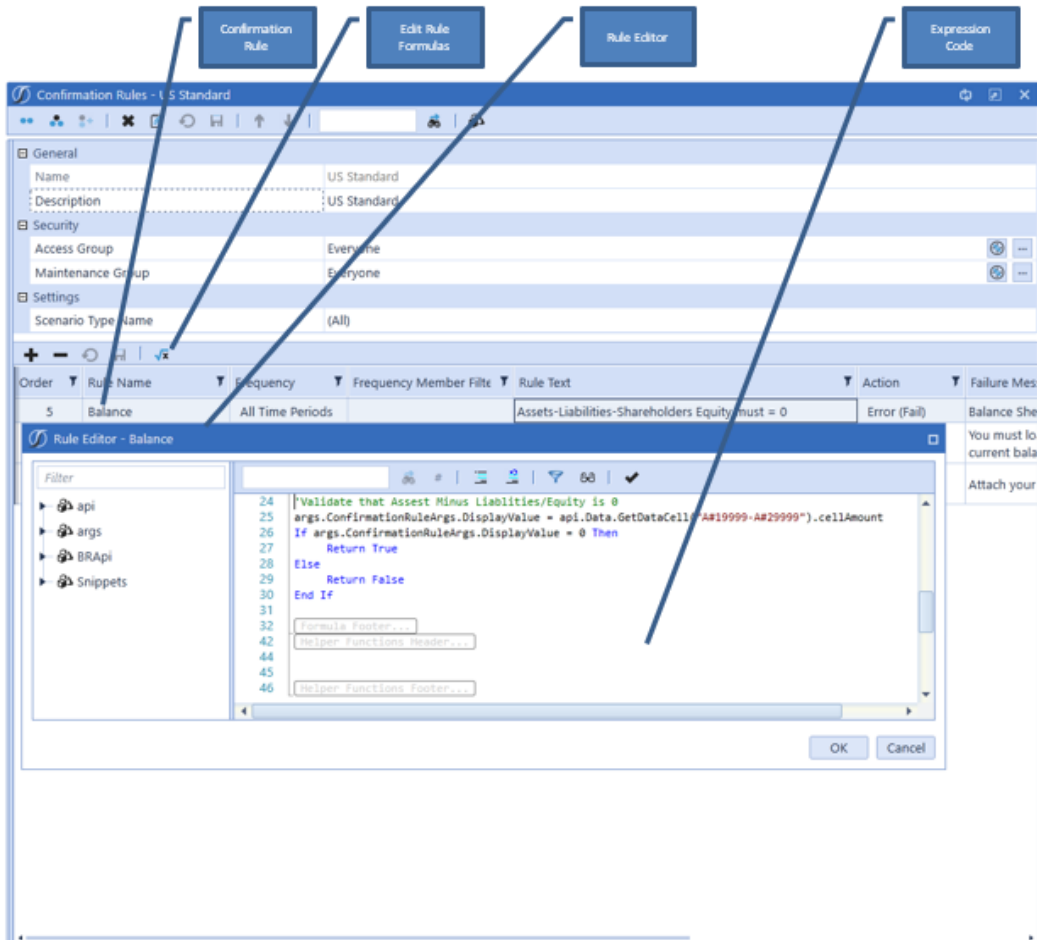 Confirmation
Rule
Edit Rule
Formulas
Rule Editor
Expression
Code
Confirmation Rules - US Standard
General
Name US Standard
Description US Standard
Security
Access Group Everyone
Maintenance Group Everyone
Settings
Scenario Type Name (All)
Order Rule Name Frequency Frequency Member Filte Rule Text Action Failure Mes
5 Balance All Time Periods Assets-Liabilities-Shareholders Equity must = 0 Error (Fail) Balance She
Rule Editor - Balance
You must lo
current bala
Attach your
Filter
api
args
BRApi
Snippets
24 'Validate that Assest Minus Liablities/Equity is 0
25 args.ConfirmationRuleArgs.DisplayValue = api.Data.GetDataCell("A#19999-A#29999").cellAmount
26 If args.ConfirmationRuleArgs.DisplayValue = 0 Then
27 Return True
28 Else
29 Return False
30 End If
31
32 Formula Footer...
42 Helper Functions Header...
44
45
46 Helper Functions Footer...
OK Cancel